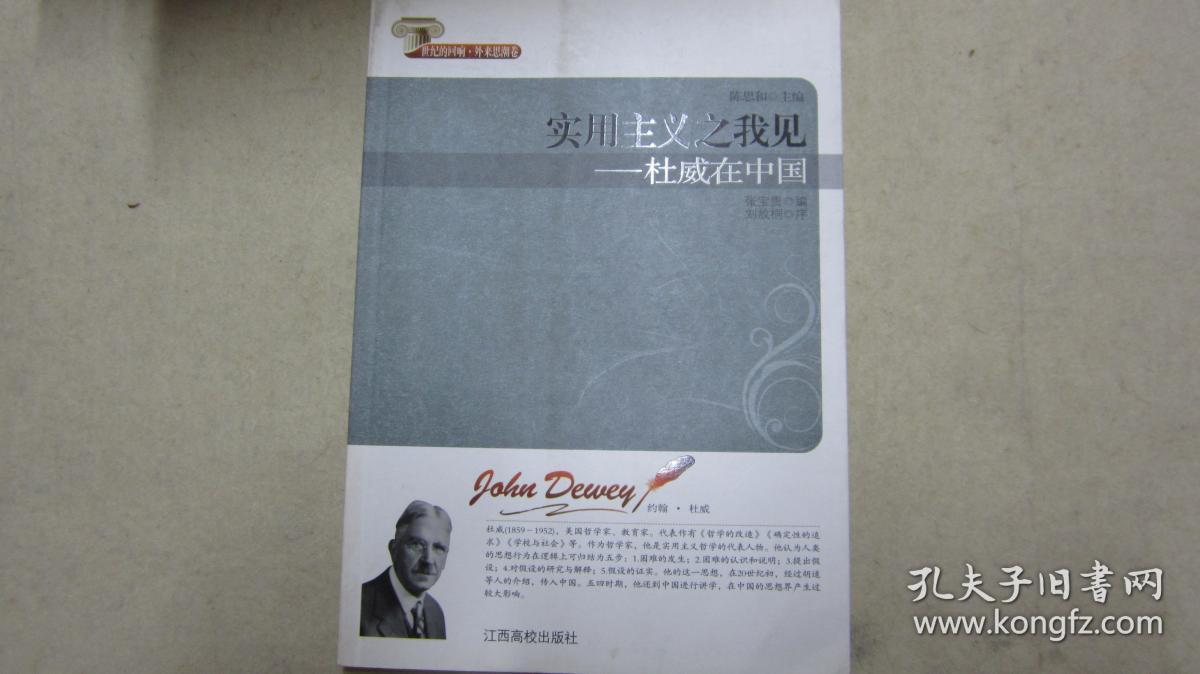 世纪的回响·外来思潮卷
陈思和◎主编
实用主义之我见
——杜威在中国
张宝贵◎编
刘放桐◎序
John Dewey
约翰·杜威
杜威(1859－1952)，美国哲学家、教育家。代表作有《哲学的改造》《确定性的追
求》《学校与社会》等。作为哲学家，他是实用主义哲学的代表人物。他认为人类
的思想行为在逻辑上可归结为五步：1.困难的发生；2.困难的认识和说明；3.提出假
设；4.对假设的研究与解释；5.假设的证实。他的这一思想，在20世纪初，经过胡适
等人的介绍，传入中国。五四时期，他还到中国进行讲学，在中国的思想界产生过
较大影响。
江西高校出版社
孔夫子旧书网
www.kongfz.com